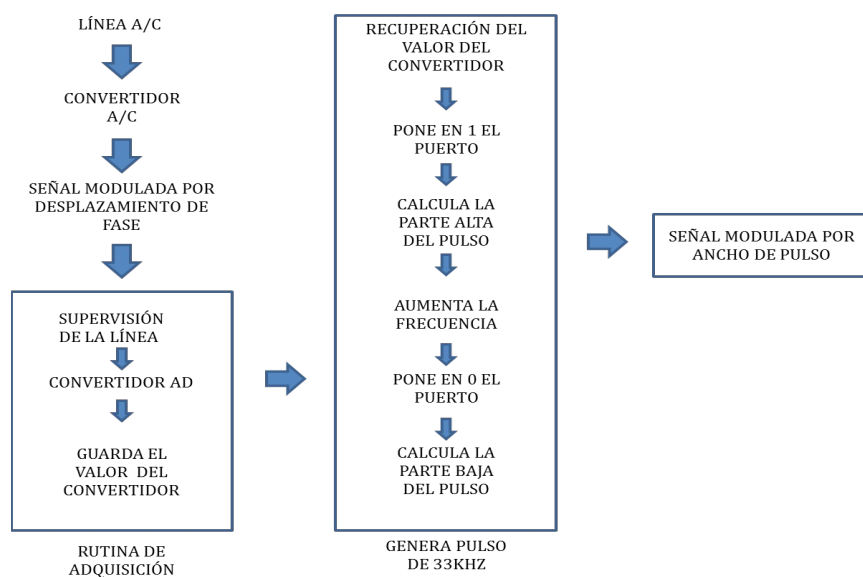 LÍNEA A/C
CONVERTIDOR
A/C
SEÑAL MODULADA POR
DESPLAZAMIENTO DE
FASE
SUPERVISIÓN
DE LA LÍNEA
CONVERTIDOR AD
GUARDA EL
VALOR DEL
CONVERTIDOR
RUTINA DE
ADQUISICIÓN
RECUPERACIÓN DEL
VALOR DEL
CONVERTIDOR
PONE EN 1 EL
PUERTO
CALCULA LA
PARTE ALTA
DEL PULSO
AUMENTA LA
FRECUENCIA
PONE EN 0 EL
PUERTO
CALCULA LA
PARTE BAJA
DEL PULSO
GENERA PULSO
DE 33KHZ
SEÑAL MODULADA POR
ANCHO DE PULSO